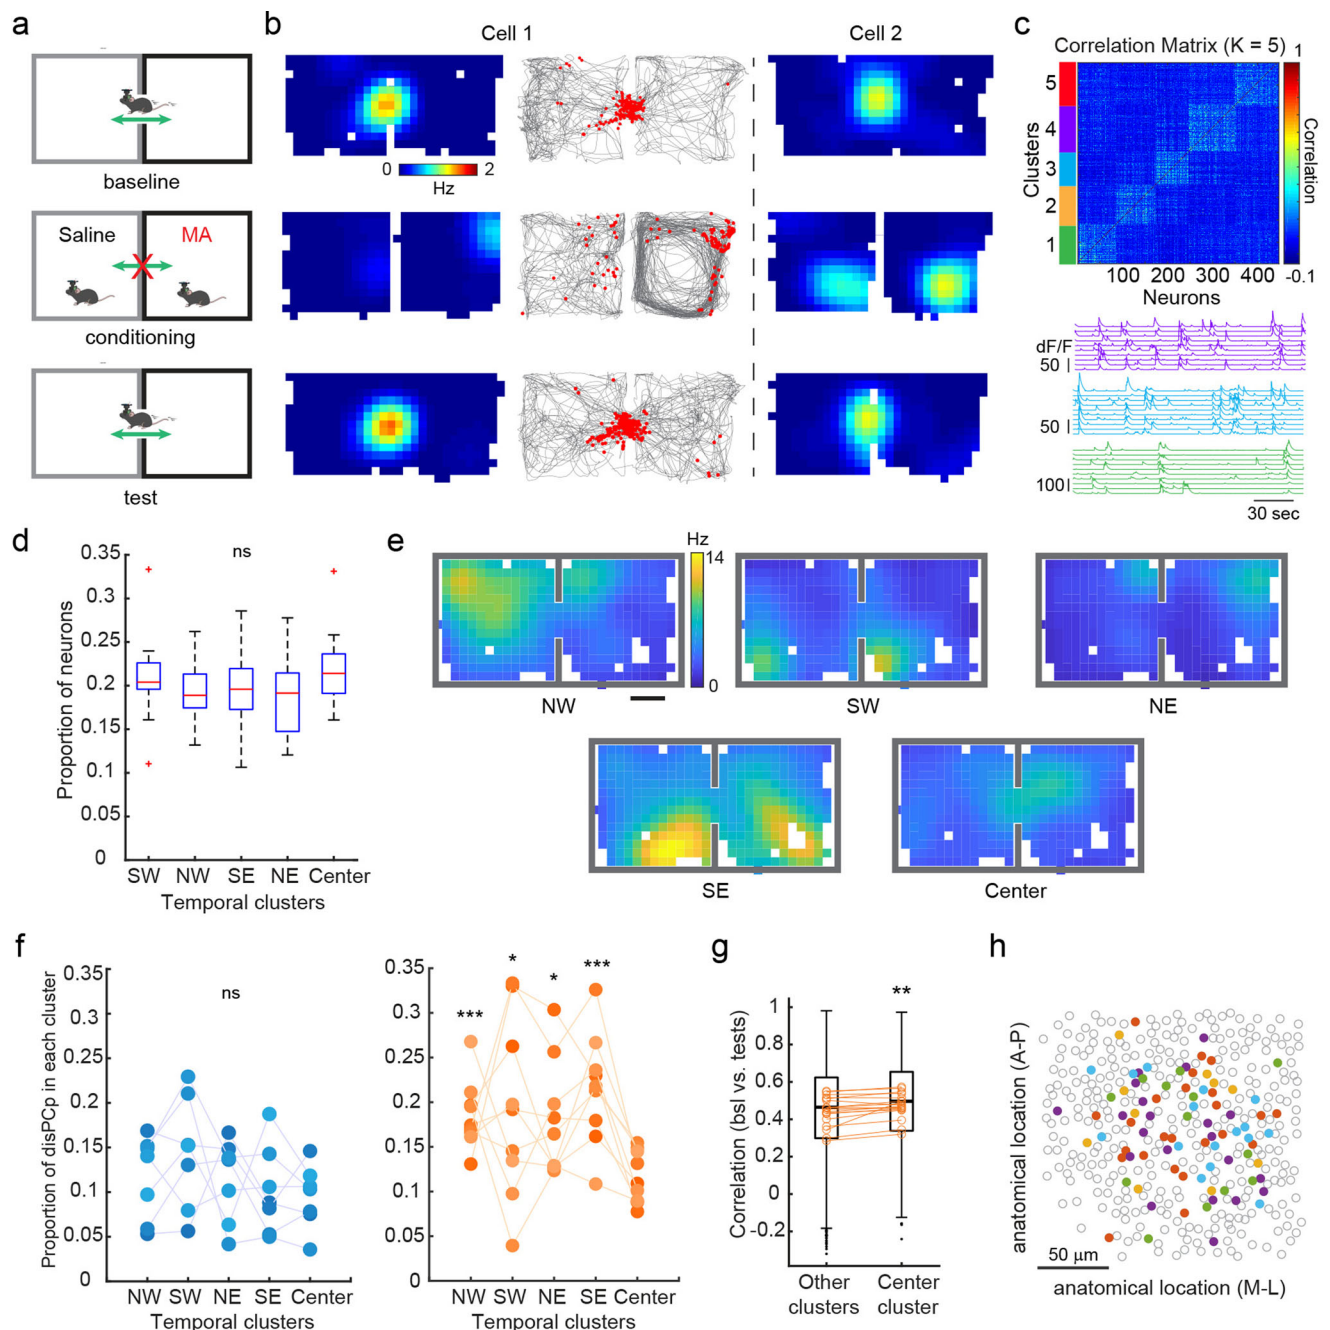 a
baseline
Saline
MA
conditioning
test
b
Cell 1
Cell 2
0
2
Hz
c
Correlation Matrix (K = 5)
1
Correlation
-0.1
Clusters
5
4
3
2
1
100 200 300 400
Neurons
dF/F
50
50
100
30 sec
d
ns
Proportion of neurons
0.35
0.3
0.25
0.2
0.15
0.1
0.05
0
SW NW SE NE Center
Temporal clusters
e
Hz
14
0
NW
SW
NE
SE
Center
f
Proportion of disPCp in each cluster
0.35
0.3
0.25
0.2
0.15
0.1
0.05
0
ns
NW SW NE SE Center
Temporal clusters
0.35
0.3
0.25
0.2
0.15
0.1
0.05
0
***
*
*
***
NW SW NE SE Center
Temporal clusters
g
**
Correlation (bsl vs. tests)
1
0.8
0.6
0.4
0.2
0
-0.2
Other
clusters
Center
cluster
h
anatomical location (A-P)
50 µm
anatomical location (M-L)